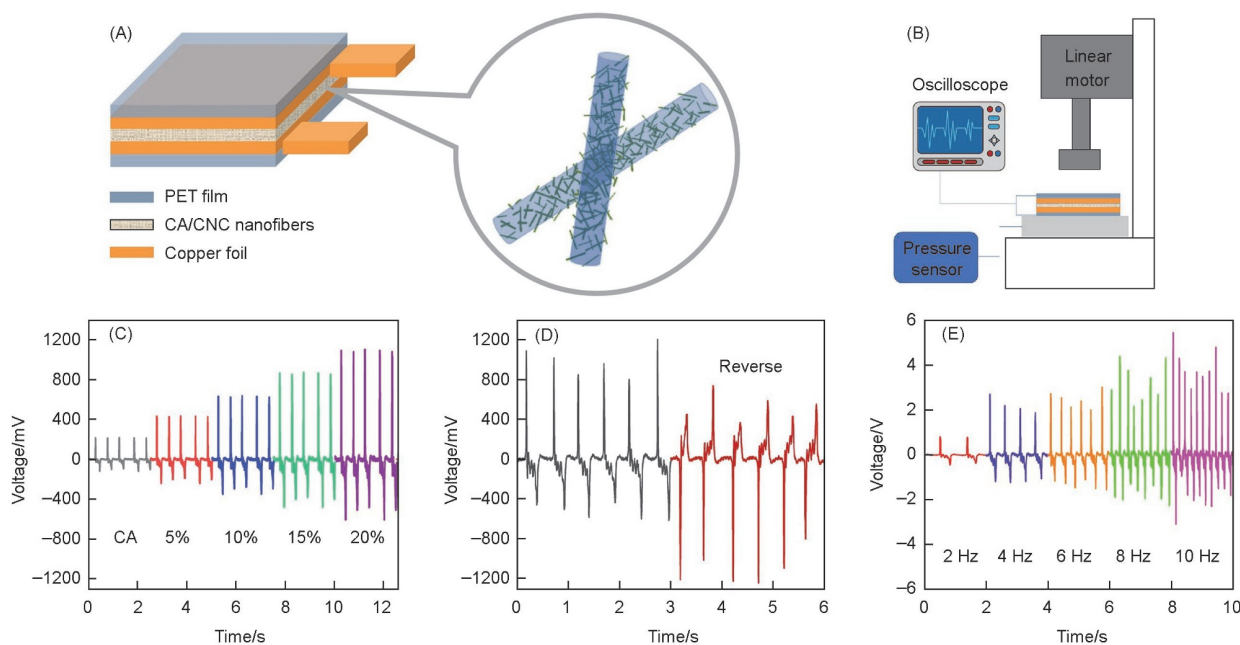 (A)
PET film
CA/CNC nanofibers
Copper foil
(B)
Linear
motor
Oscilloscope
Pressure
sensor
(C)
1200
800
400
0
–400
–800
–1200
Voltage/mV
CA
5%
10%
15%
20%
0
2
4
6
8
10
12
Time/s
(D)
Reverse
1200
800
400
0
–400
–800
–1200
Voltage/mV
0
1
2
3
4
5
6
Time/s
(E)
6
4
2
0
–2
–4
–6
Voltage/V
2 Hz
4 Hz
6 Hz
8 Hz
10 Hz
0
2
4
6
8
10
Time/s